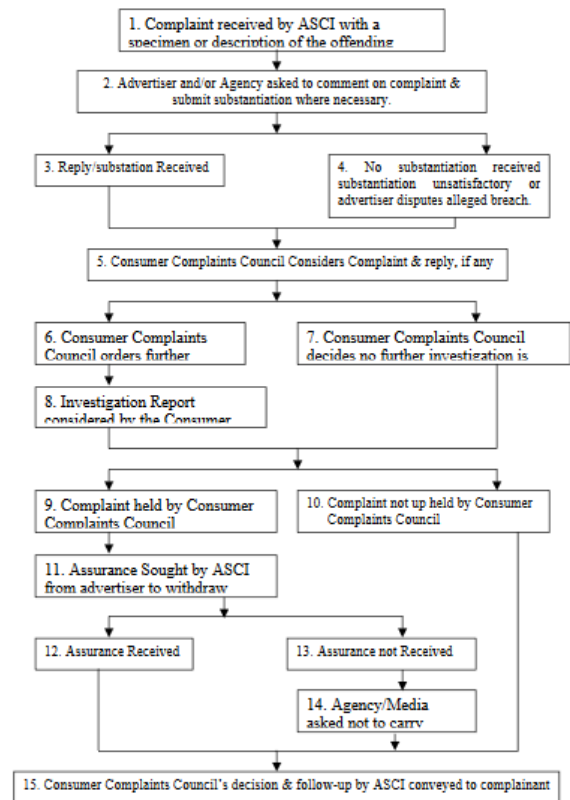 1. Complaint received by ASCI with a
specimen or description of the offending
2. Advertiser and/or Agency asked to comment on complaint &
submit substantiation where necessary.
3. Reply/substation Received
4. No substantiation received
substantiation unsatisfactory or
advertiser disputes alleged breach.
5. Consumer Complaints Council Considers Complaint & reply, if any
6. Consumer Complaints
Council orders further
7. Consumer Complaints Council
decides no further investigation is
8. Investigation Report
considered by the Consumer
9. Complaint held by Consumer
Complaints Council
10. Complaint not up held by Consumer
Complaints Council
11. Assurance Sought by ASCI
from advertiser to withdraw
12. Assurance Received
13. Assurance not Received
14. Agency/Media
asked not to carry
15. Consumer Complaints Council's decision & follow-up by ASCI conveyed to complainant